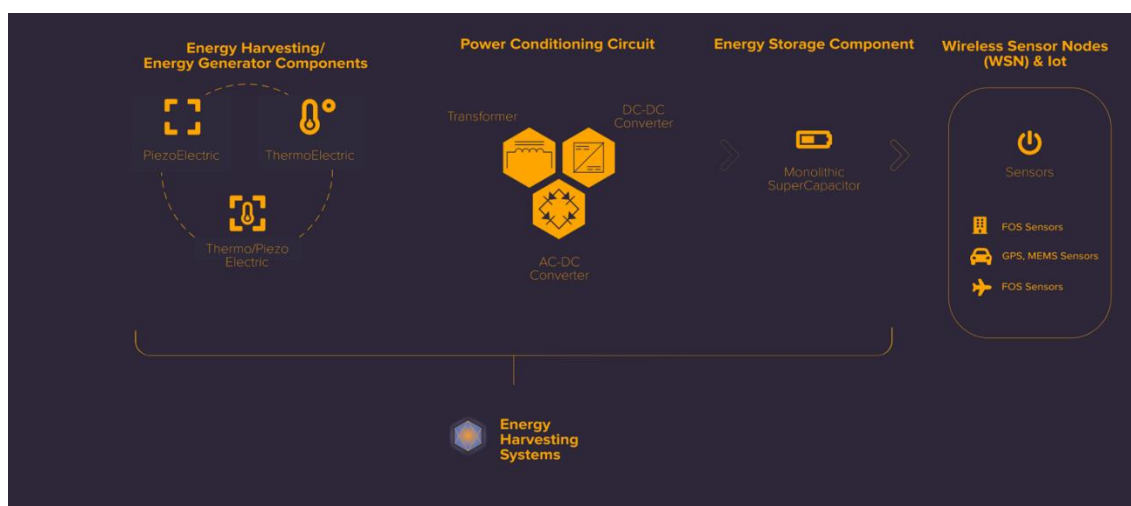 Energy Harvesting/
Energy Generator Components
PiezoElectric
ThermoElectric
Thermo/Piezo
Electric
Power Conditioning Circuit
Transformer
DC-DC
Converter
AC-DC
Converter
Energy Storage Component
Monolithic
SuperCapacitor
Wireless Sensor Nodes
(WSN) & Iot
Sensors
FOS Sensors
GPS, MEMS Sensors
FOS Sensors
Energy
Harvesting
Systems